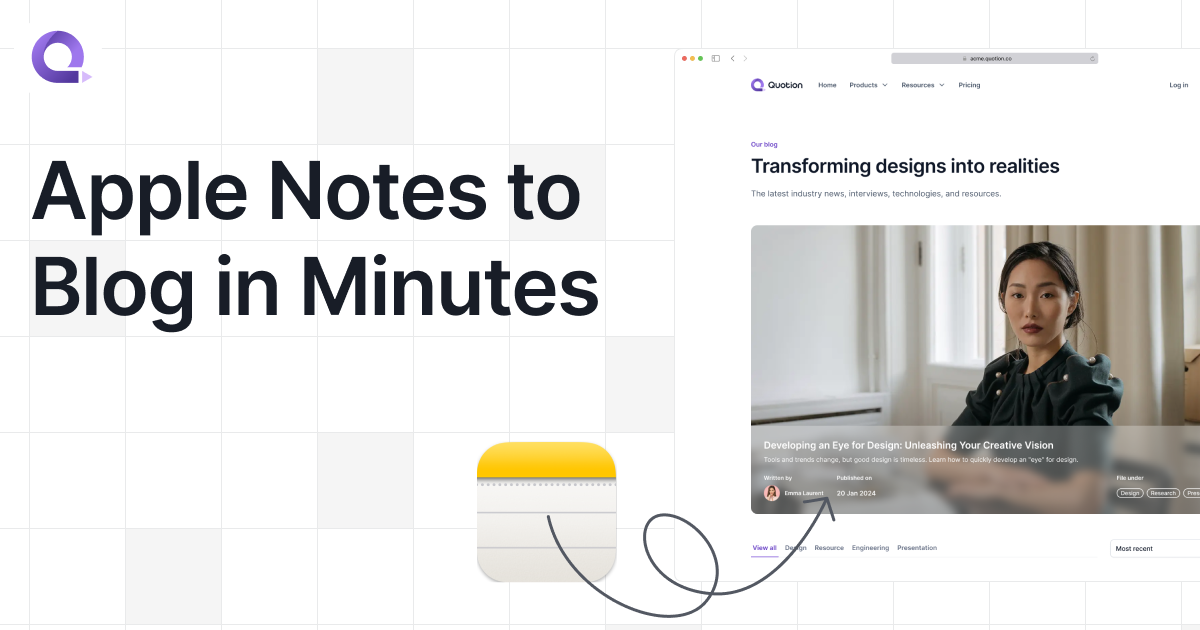 Apple Notes to
Blog in Minutes
acme.quotion.co
Quotion Home Products Resources Pricing Log in
Our blog
Transforming designs into realities
The latest industry news, interviews, technologies, and resources.
Developing an Eye for Design: Unleashing Your Creative Vision
Tools and trends change, but good design is timeless. Learn how to quickly develop an “eye” for design.
Written by Published on File under
Emma Laurent 20 Jan 2024 Design Research Pres
View all Design Resource Engineering Presentation Most recent